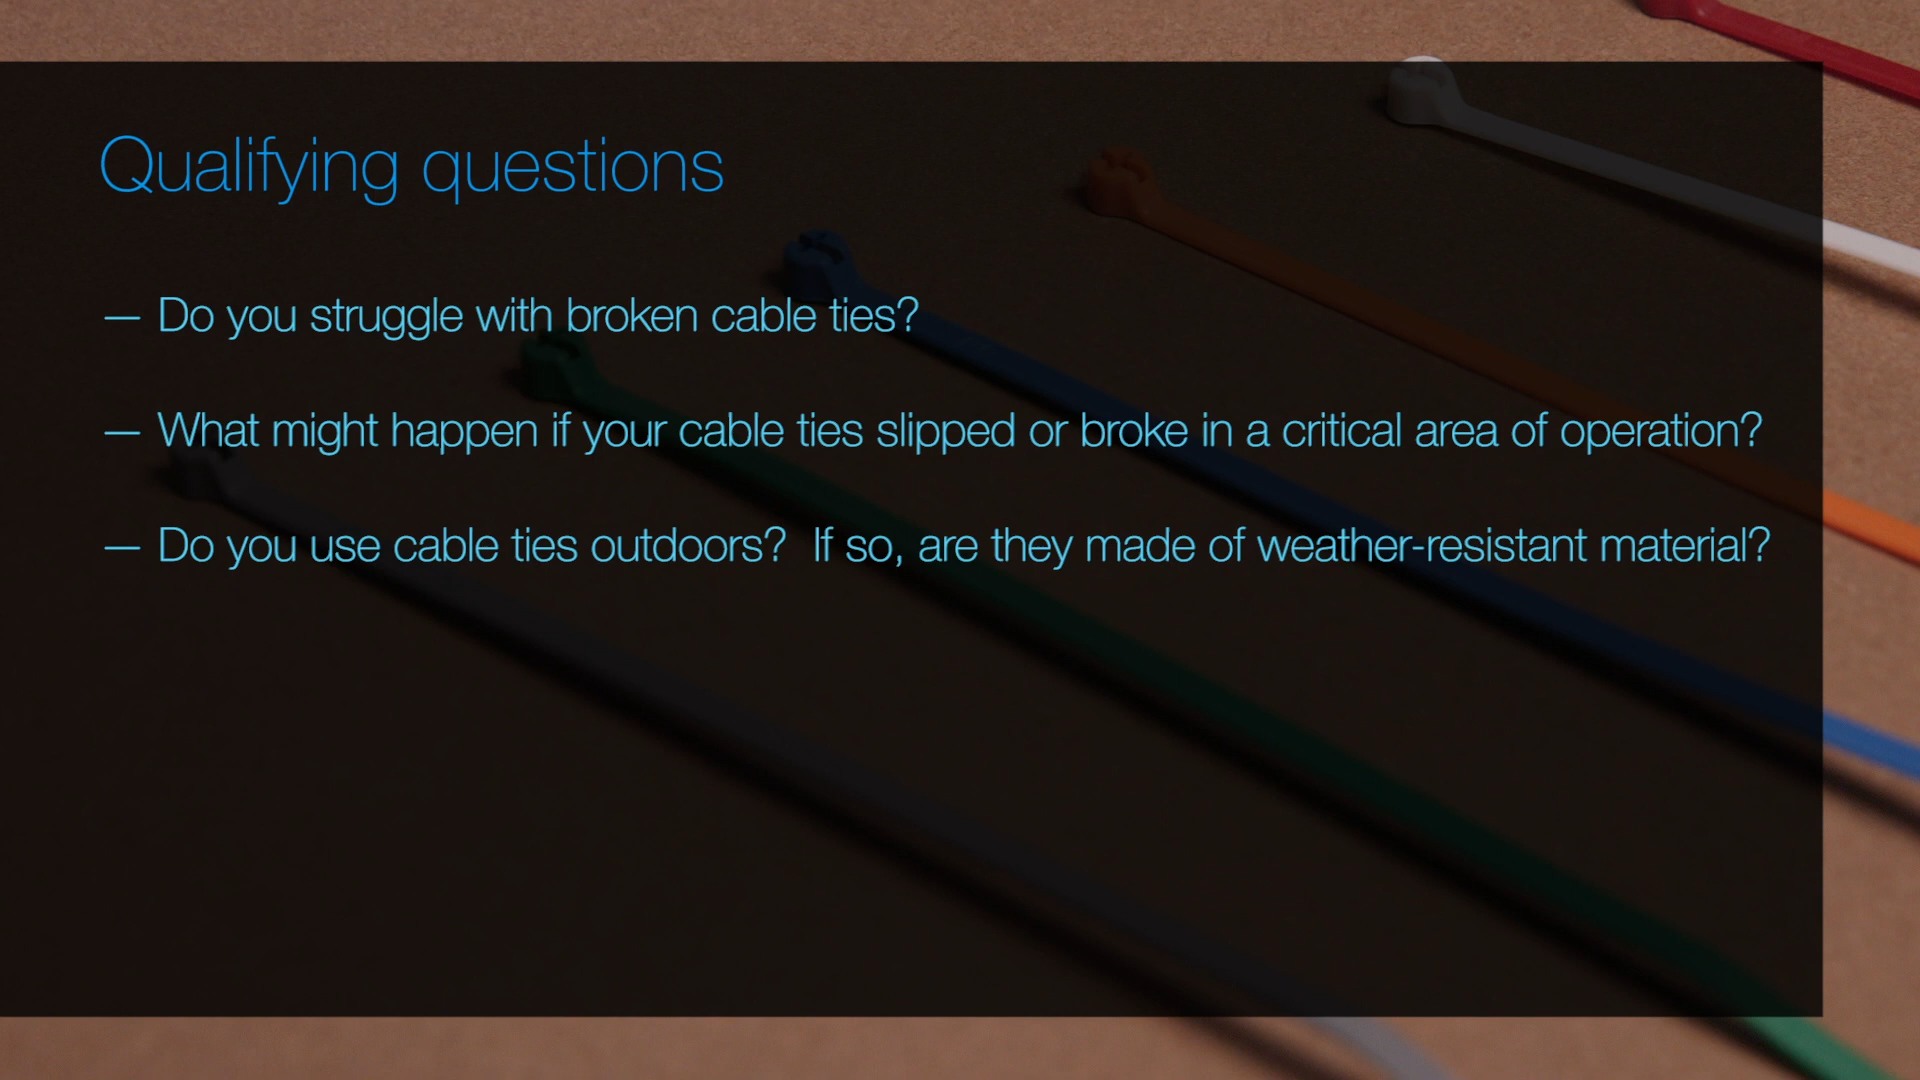 Qualifying questions
— Do you struggle with broken cable ties?
— What might happen if your cable ties slipped or broke in a critical area of operation?
— Do you use cable ties outdoors?  If so, are they made of weather-resistant material?